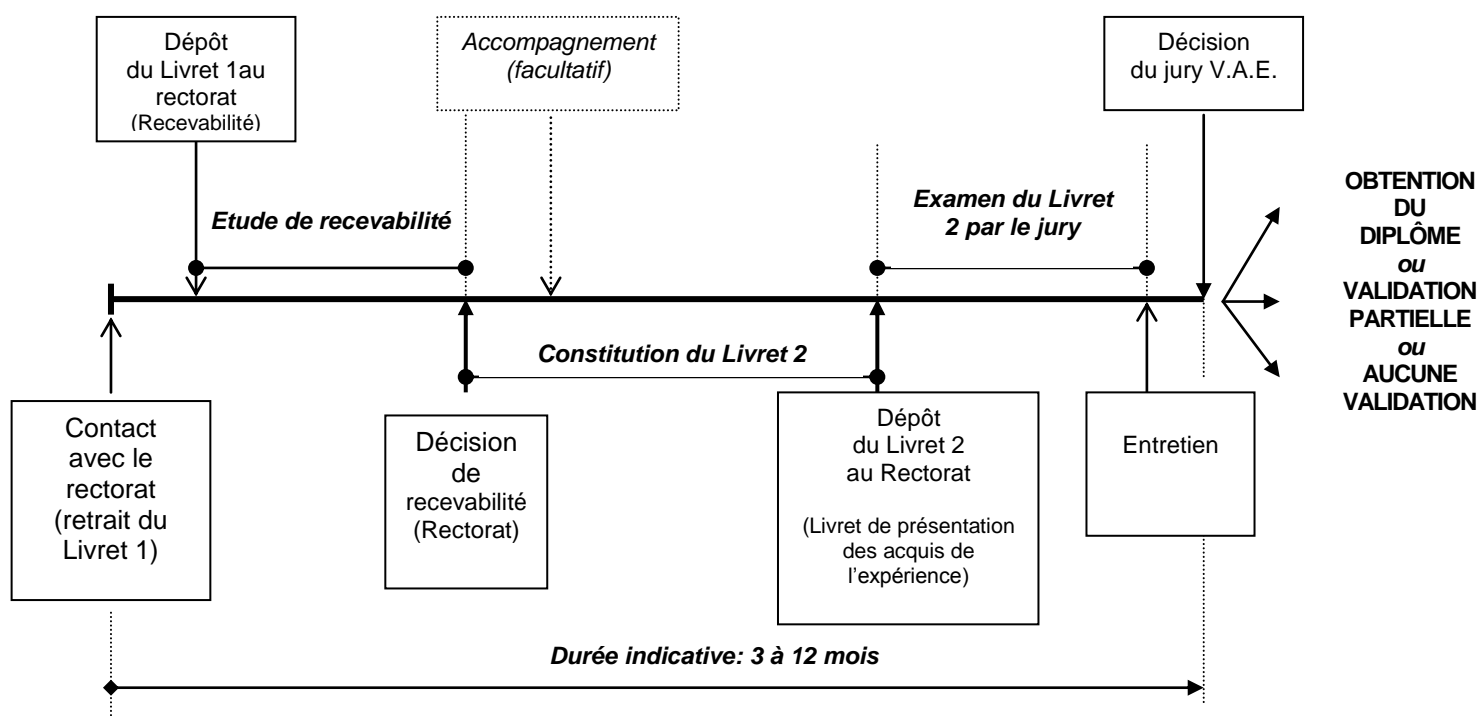 Dépôt
du Livret 1au
rectorat
(Recevabilité)
Accompagnement
(facultatif)
Décision
du jury V.A.E.
Etude de recevabilité
Examen du Livret
2 par le jury
OBTENTION
DU
DIPLÔME
ou
VALIDATION
PARTIELLE
ou
AUCUNE
VALIDATION
Constitution du Livret 2
Contact
avec le
rectorat
(retrait du
Livret 1)
Décision
de
recevabilité
(Rectorat)
Dépôt
du Livret 2
au Rectorat
(Livret de présentation
des acquis de
l’expérience)
Entretien
Durée indicative: 3 à 12 mois